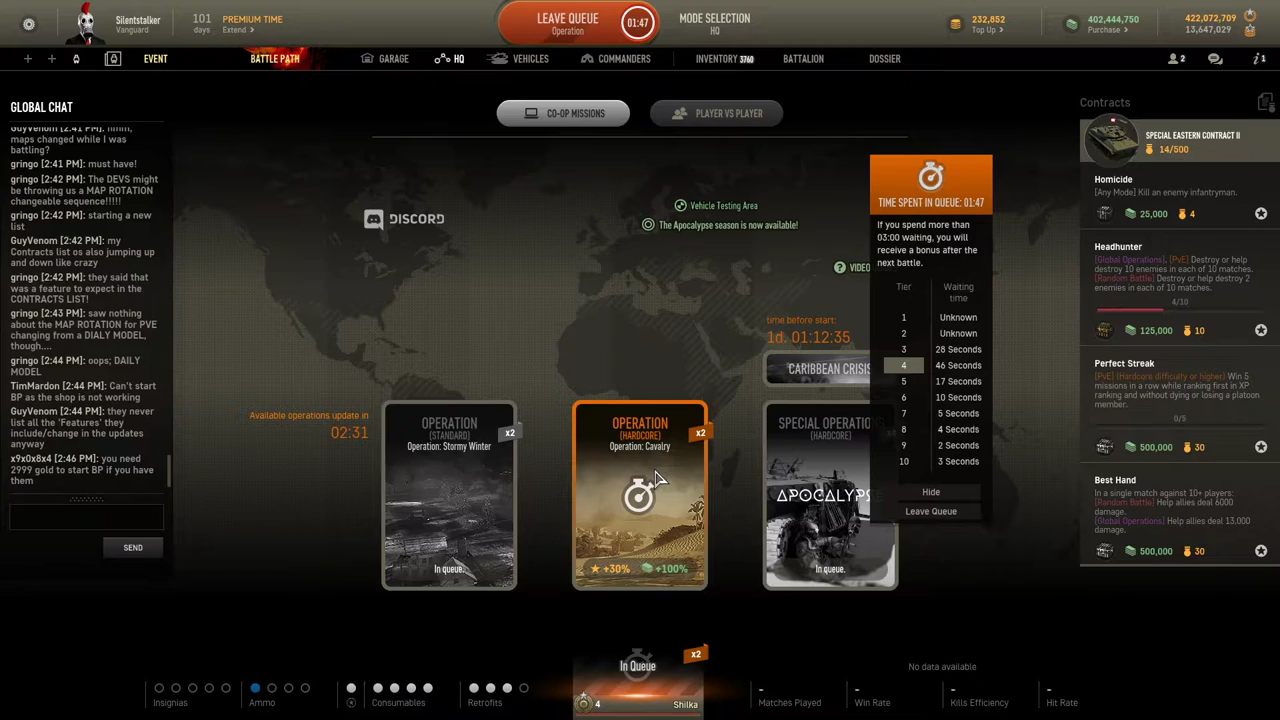 Silentstalker
Vanguard
101
days
PREMIUM TIME
Extend >
LEAVE QUEUE
Operation
01:47
MODE SELECTION
HQ
232,852
Top Up >
402,444,750
Purchase >
422,072,709
13,647,029
EVENT
BATTLE PATH
GARAGE
HQ
VEHICLES
COMMANDERS
INVENTORY 3760
BATTALION
DOSSIER
2
1
GLOBAL CHAT
GuyVenom [2:41 PM]: hmm,
maps changed while I was
battling?
gringo [2:41 PM]: must have!
gringo [2:42 PM]: The DEVS might
be throwing us a MAP ROTATION
changeable sequence!!!!!
gringo [2:42 PM]: starting a new
list
GuyVenom [2:42 PM]: my
Contracts list os also jumping up
and down like crazy
gringo [2:42 PM]: they said that
was a feature to expect in the
CONTRACTS LIST!
gringo [2:43 PM]: saw nothing
about the MAP ROTATION for PVE
changing from a DIALY MODEL,
though....
gringo [2:44 PM]: oops; DAILY
MODEL
TimMardon [2:44 PM]: Can't start
BP as the shop is not working
GuyVenom [2:44 PM]: they never
list all the 'Features' they
include/change in the updates
anyway
x9x0x8x4 [2:46 PM]: you need
2999 gold to start BP if you have
them
SEND
CO-OP MISSIONS
PLAYER VS PLAYER
DISCORD
Vehicle Testing Area
The Apocalypse season is now available!
VIDEO
time before start:
1d. 01:12:35
CARIBBEAN CRISIS
Available operations update in
02:31
OPERATION
(STANDARD)
Operation: Stormy Winter
x2
In queue.
OPERATION
(HARDCORE)
Operation: Cavalry
x2
+30%
+100%
SPECIAL OPERATION
(HARDCORE)
APOCALYPSE
In queue.
TIME SPENT IN QUEUE: 01:47
If you spend more than
03:00 waiting, you will
receive a bonus after the
next battle.
Tier
Waiting
time
1 Unknown
2 Unknown
3 28 Seconds
4 46 Seconds
5 17 Seconds
6 10 Seconds
7 5 Seconds
8 4 Seconds
9 2 Seconds
10 3 Seconds
Hide
Leave Queue
Contracts
SPECIAL EASTERN CONTRACT II
14/500
Homicide
[Any Mode] Kill an enemy infantryman.
25,000 4
Headhunter
[Global Operations], [PvE] Destroy or help
destroy 10 enemies in each of 10 matches.
[Random Battle] Destroy or help destroy 2
enemies in each of 10 matches.
4/10
125,000 10
Perfect Streak
[PvE] (Hardcore difficulty or higher) Win 5
missions in a row while ranking first in XP
ranking and without dying or losing a platoon
member.
0/5
500,000 30
Best Hand
In a single match against 10+ players:
[Random Battle] Help allies deal 6000
damage.
[Global Operations] Help allies deal 13,000
damage.
500,000 30
Insignias
Ammo
Consumables
Retrofits
In Queue
x2
4
Shilka
No data available
-
Matches Played
-
Win Rate
-
Kills Efficiency
-
Hit Rate